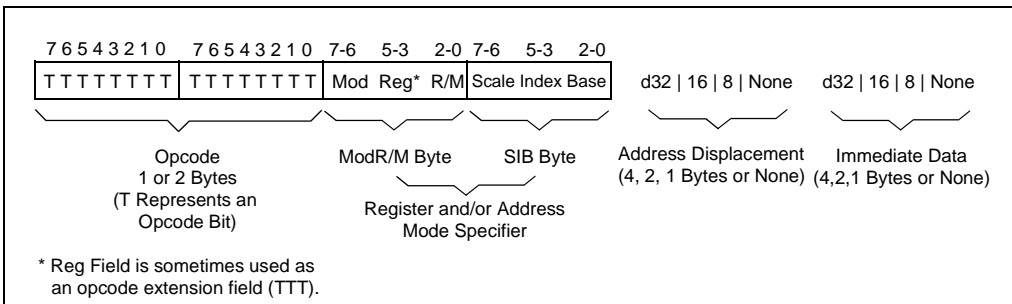 7 6 5 4 3 2 1 0 7 6 5 4 3 2 1 0 7-6 5-3 2-0 7-6 5-3 2-0
T T T T T T T T T T T T T T T T Mod Reg* R/M Scale Index Base d32 | 16 | 8 | None d32 | 16 | 8 | None
Opcode ModR/M Byte SIB Byte Address Displacement Immediate Data
1 or 2 Bytes (4, 2, 1 Bytes or None) (4,2,1 Bytes or None)
(T Represents an
Opcode Bit)
Register and/or Address
Mode Specifier
* Reg Field is sometimes used as
an opcode extension field (TTT).